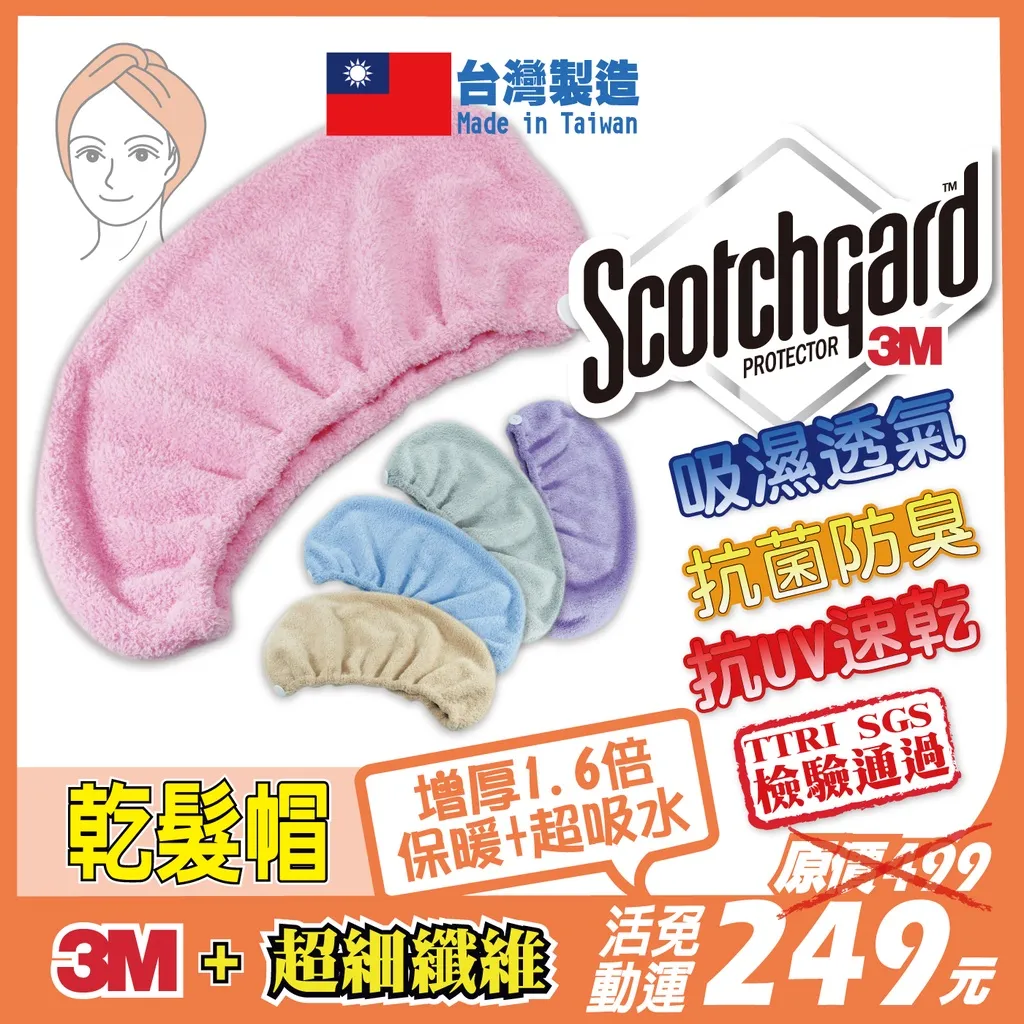 台灣製造
Made in Taiwan
Scotchgard™
PROTECTOR 3M
吸濕透氣
抗菌防臭
抗UV速乾
TTRI SGS
檢驗通過
增厚1.6倍
保暖+超吸水
乾髮帽
原價499
3M + 超細纖維
活動免運249元